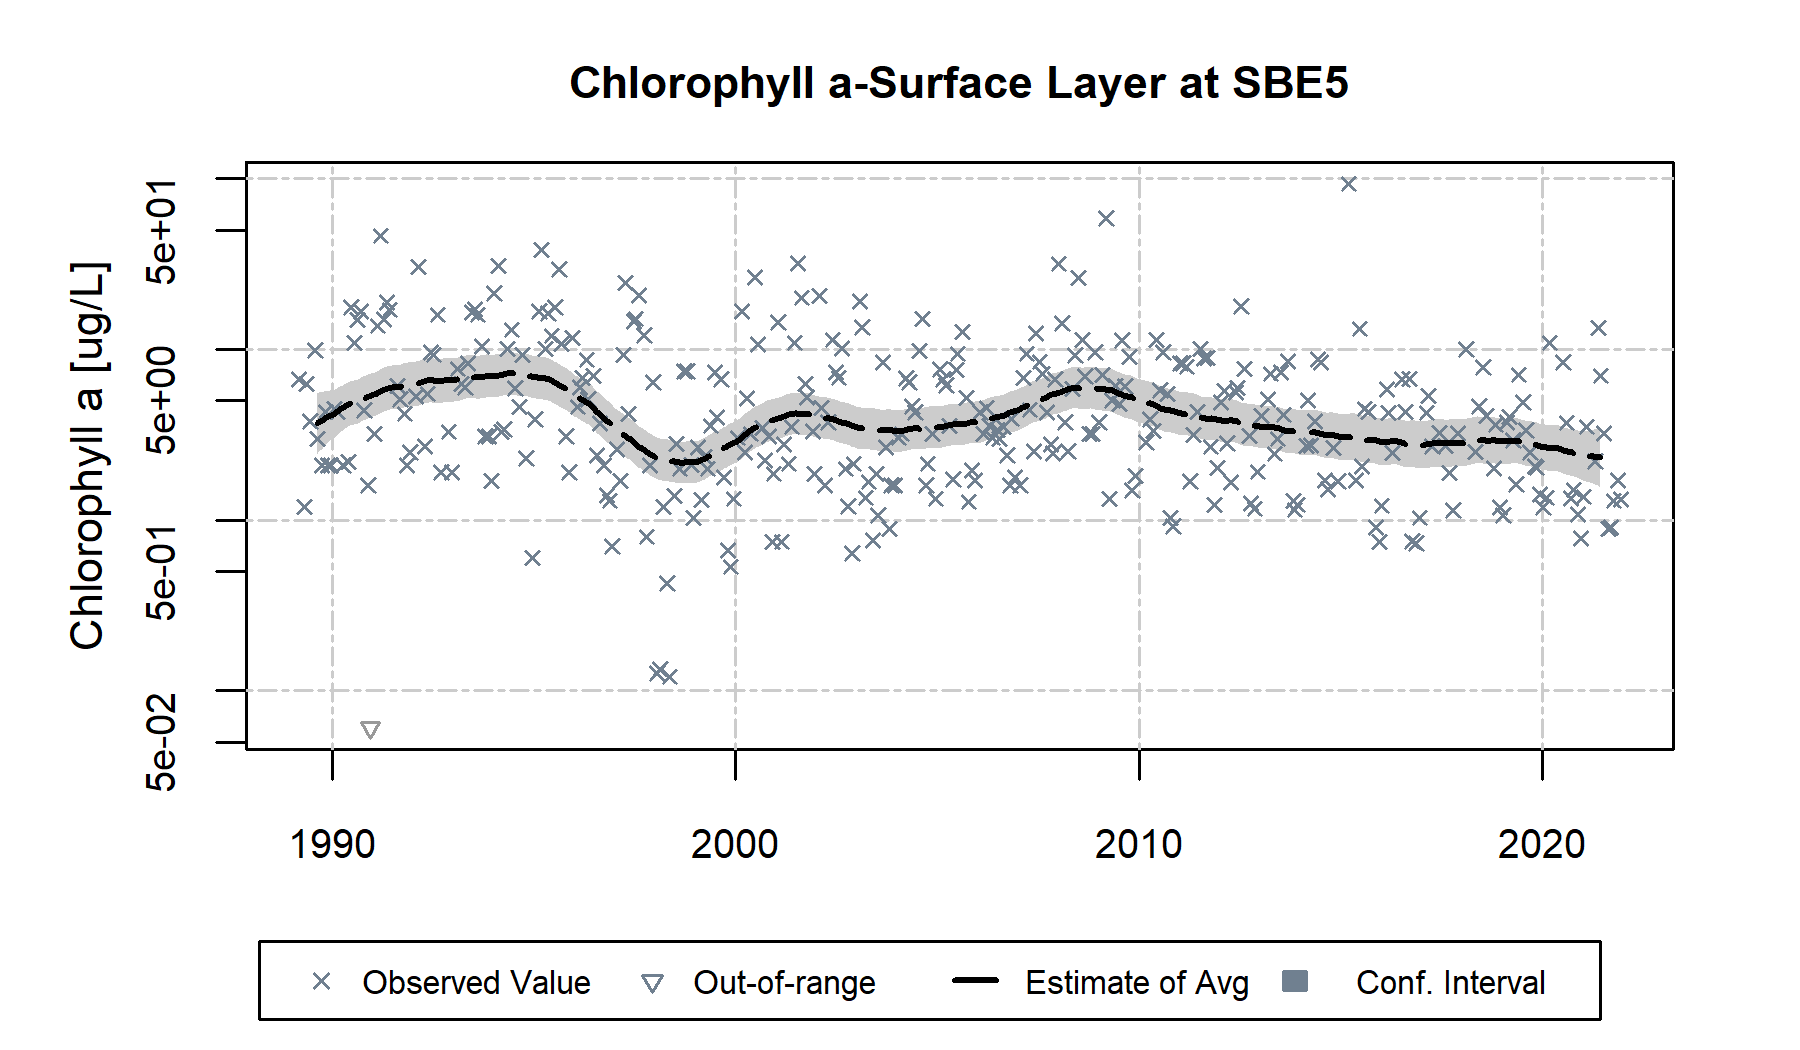 Chlorophyll a-Surface Layer at SBE5
Chlorophyll a [ug/L]
5e+01
5e+00
5e-01
5e-02
1990
2000
2010
2020
Observed Value
Out-of-range
Estimate of Avg
Conf. Interval